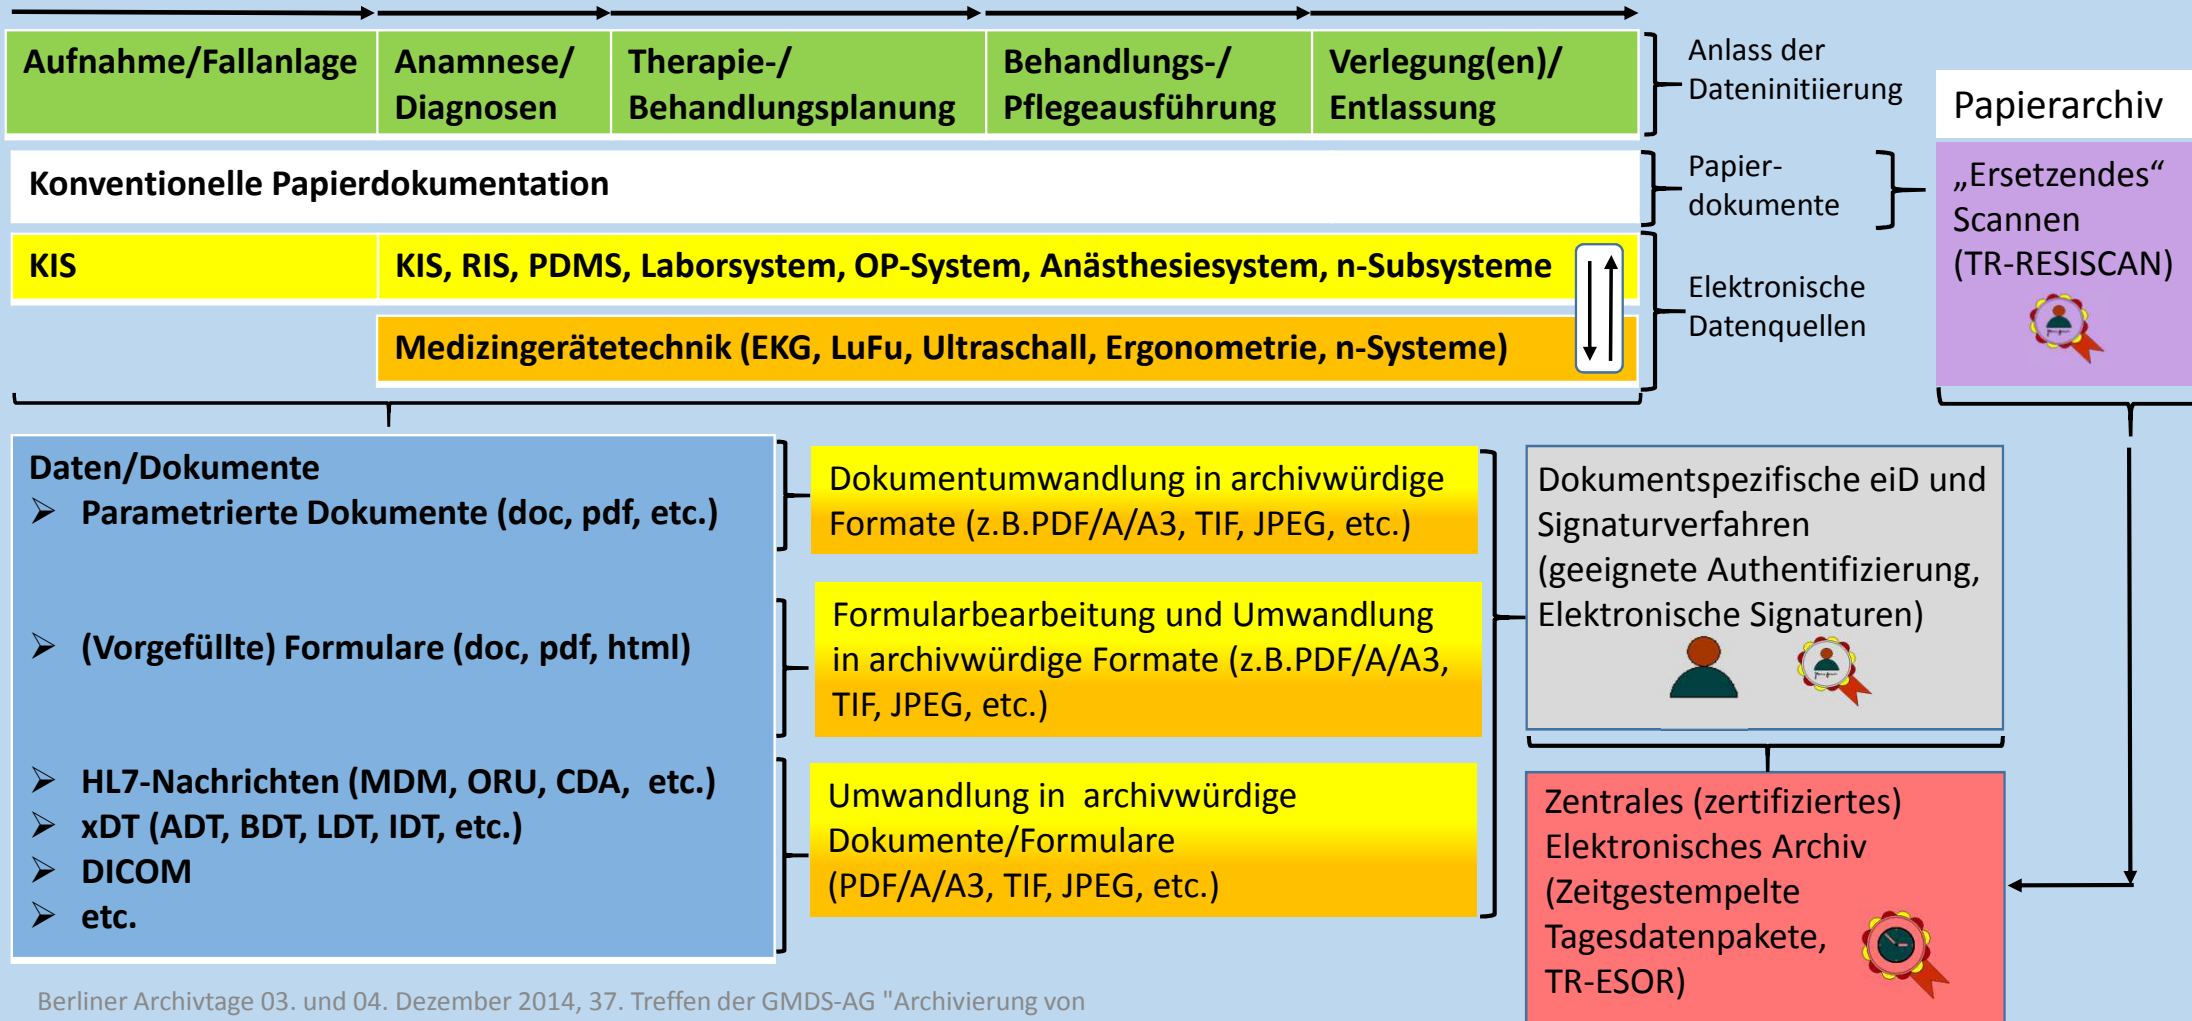 Aufnahme/Fallanlage
Anamnese/
Diagnosen
Therapie-/
Behandlungsplanung
Behandlungs-/
Pflegeausführung
Verlegung(en)/
Entlassung
Anlass der
Dateninitiierung
Papierarchiv
Konventionelle Papierdokumentation
Papier-
dokumente
„Ersetzendes“
Scannen
(TR-RESISCAN)
KIS
KIS, RIS, PDMS, Laborsystem, OP-System, Anästhesiesystem, n-Subsysteme
Medizingerätetechnik (EKG, LuFu, Ultraschall, Ergonometrie, n-Systeme)
Elektronische
Datenquellen
Daten/Dokumente
➢ Parametrierte Dokumente (doc, pdf, etc.)
➢ (Vorgefüllte) Formulare (doc, pdf, html)
➢ HL7-Nachrichten (MDM, ORU, CDA, etc.)
➢ xDT (ADT, BDT, LDT, IDT, etc.)
➢ DICOM
➢ etc.
Dokumentumwandlung in archivwürdige
Formate (z.B.PDF/A/A3, TIF, JPEG, etc.)
Formularbearbeitung und Umwandlung
in archivwürdige Formate (z.B.PDF/A/A3,
TIF, JPEG, etc.)
Umwandlung in archivwürdige
Dokumente/Formulare
(PDF/A/A3, TIF, JPEG, etc.)
Dokumentspezifische eiD und
Signaturverfahren
(geeignete Authentifizierung,
Elektronische Signaturen)
Zentrales (zertifiziertes)
Elektronisches Archiv
(Zeitgestempelte
Tagesdatenpakete,
TR-ESOR)
Berliner Archivtage 03. und 04. Dezember 2014, 37. Treffen der GMDS-AG "Archivierung von